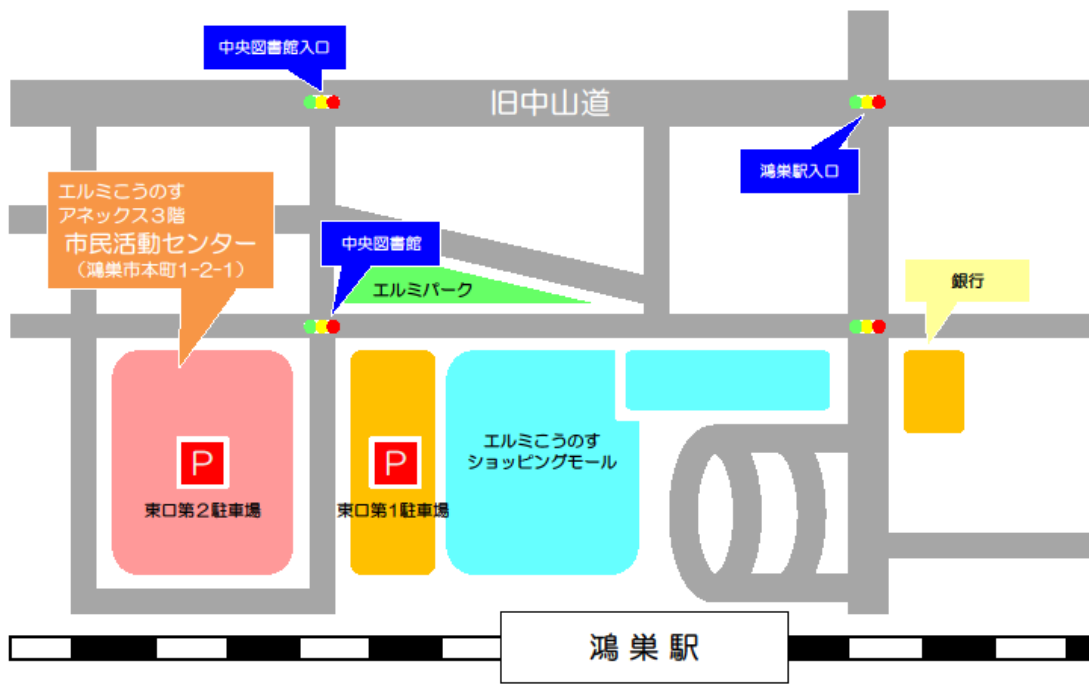 中央図書館入口
旧中山道
鴻巣駅入口
エルミこうのす
アネックス3階
市民活動センター
（鴻巣市本町1-2-1）
中央図書館
エルミパーク
銀行
エルミこうのす
ショッピングモール
P
東口第2駐車場
P
東口第1駐車場
鴻巣駅